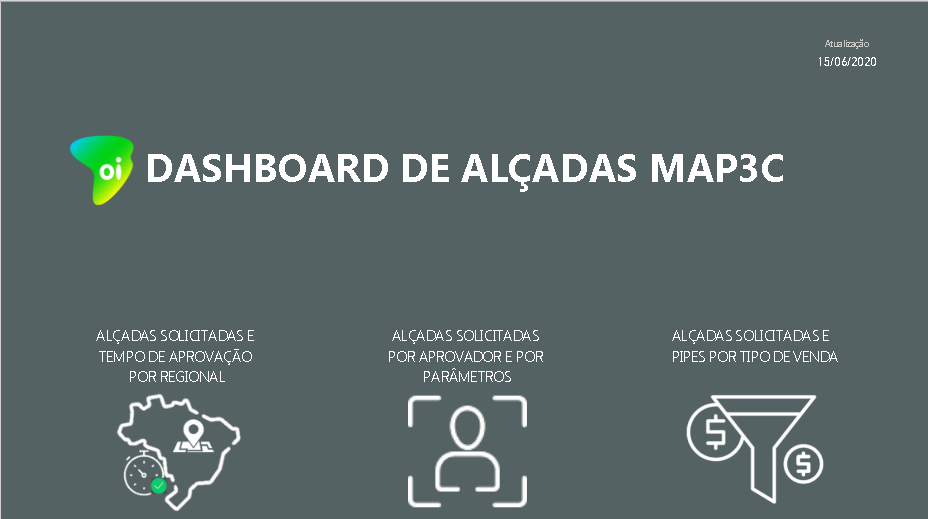 Atualização
15/06/2020
oi
DASHBOARD DE ALÇADAS MAP3C
ALÇADAS SOLICITADAS E
TEMPO DE APROVAÇÃO
POR REGIONAL
ALÇADAS SOLICITADAS
POR APROVADOR E POR
PARÂMETROS
ALÇADAS SOLICITADAS E
PIPES POR TIPO DE VENDA
$
$